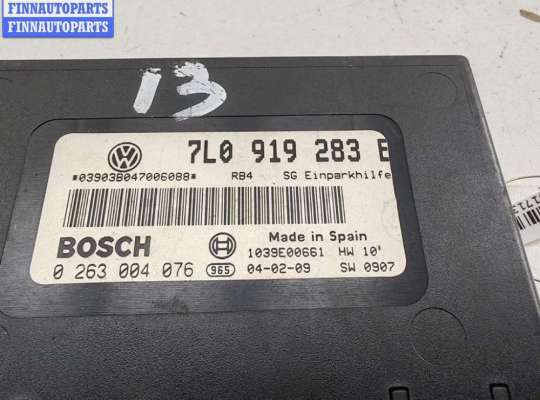 FINNAUTOPARTS
FINNAUTOPARTS
13
7L0 919 283 E
*03903B047006088* RB4 SG Einparkhilfe
BOSCH Made in Spain
1039E00661 HW 10'
0 263 004 076 965 04-02-09 SW 0907